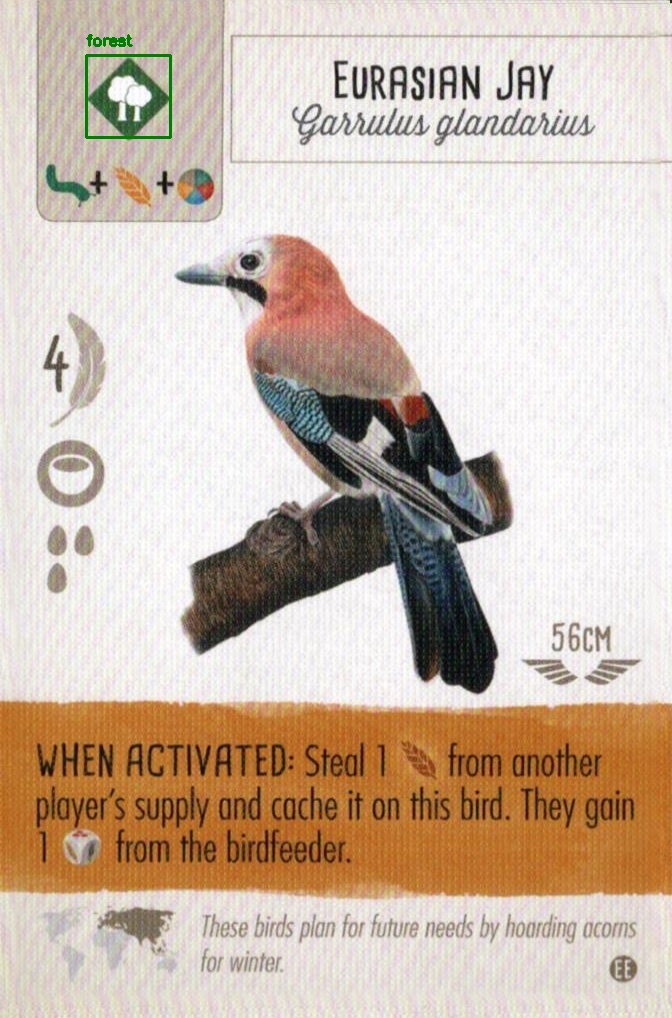 forest
EURASIAN JAY
Garrulus glandarius
+ +
4
56CM
WHEN ACTIVATED: Steal 1 from another
player's supply and cache it on this bird. They gain
1 from the birdfeeder.
These birds plan for future needs by hoarding acorns
for winter.
EE